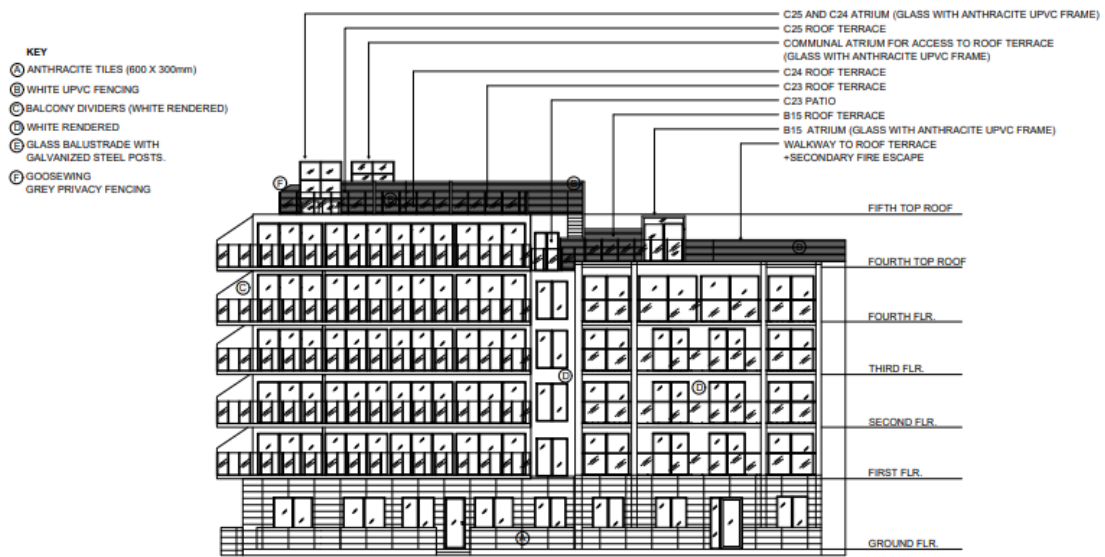 C25 AND C24 ATRIUM (GLASS WITH ANTHRACITE UPVC FRAME)
C25 ROOF TERRACE
COMMUNAL ATRIUM FOR ACCESS TO ROOF TERRACE
(GLASS WITH ANTHRACITE UPVC FRAME)
C24 ROOF TERRACE
C23 ROOF TERRACE
C23 PATIO
B15 ROOF TERRACE
B15 ATRIUM (GLASS WITH ANTHRACITE UPVC FRAME)
WALKWAY TO ROOF TERRACE
+SECONDARY FIRE ESCAPE
KEY
A ANTHRACITE TILES (600 X 300mm)
B WHITE UPVC FENCING
C BALCONY DIVIDERS (WHITE RENDERED)
D WHITE RENDERED
E GLASS BALUSTRADE WITH
GALVANIZED STEEL POSTS.
F GOOSEWING
GREY PRIVACY FENCING
F
B
B
C
D
D
A
FIFTH TOP ROOF
FOURTH TOP ROOF
FOURTH FLR.
THIRD FLR.
SECOND FLR.
FIRST FLR.
GROUND FLR.